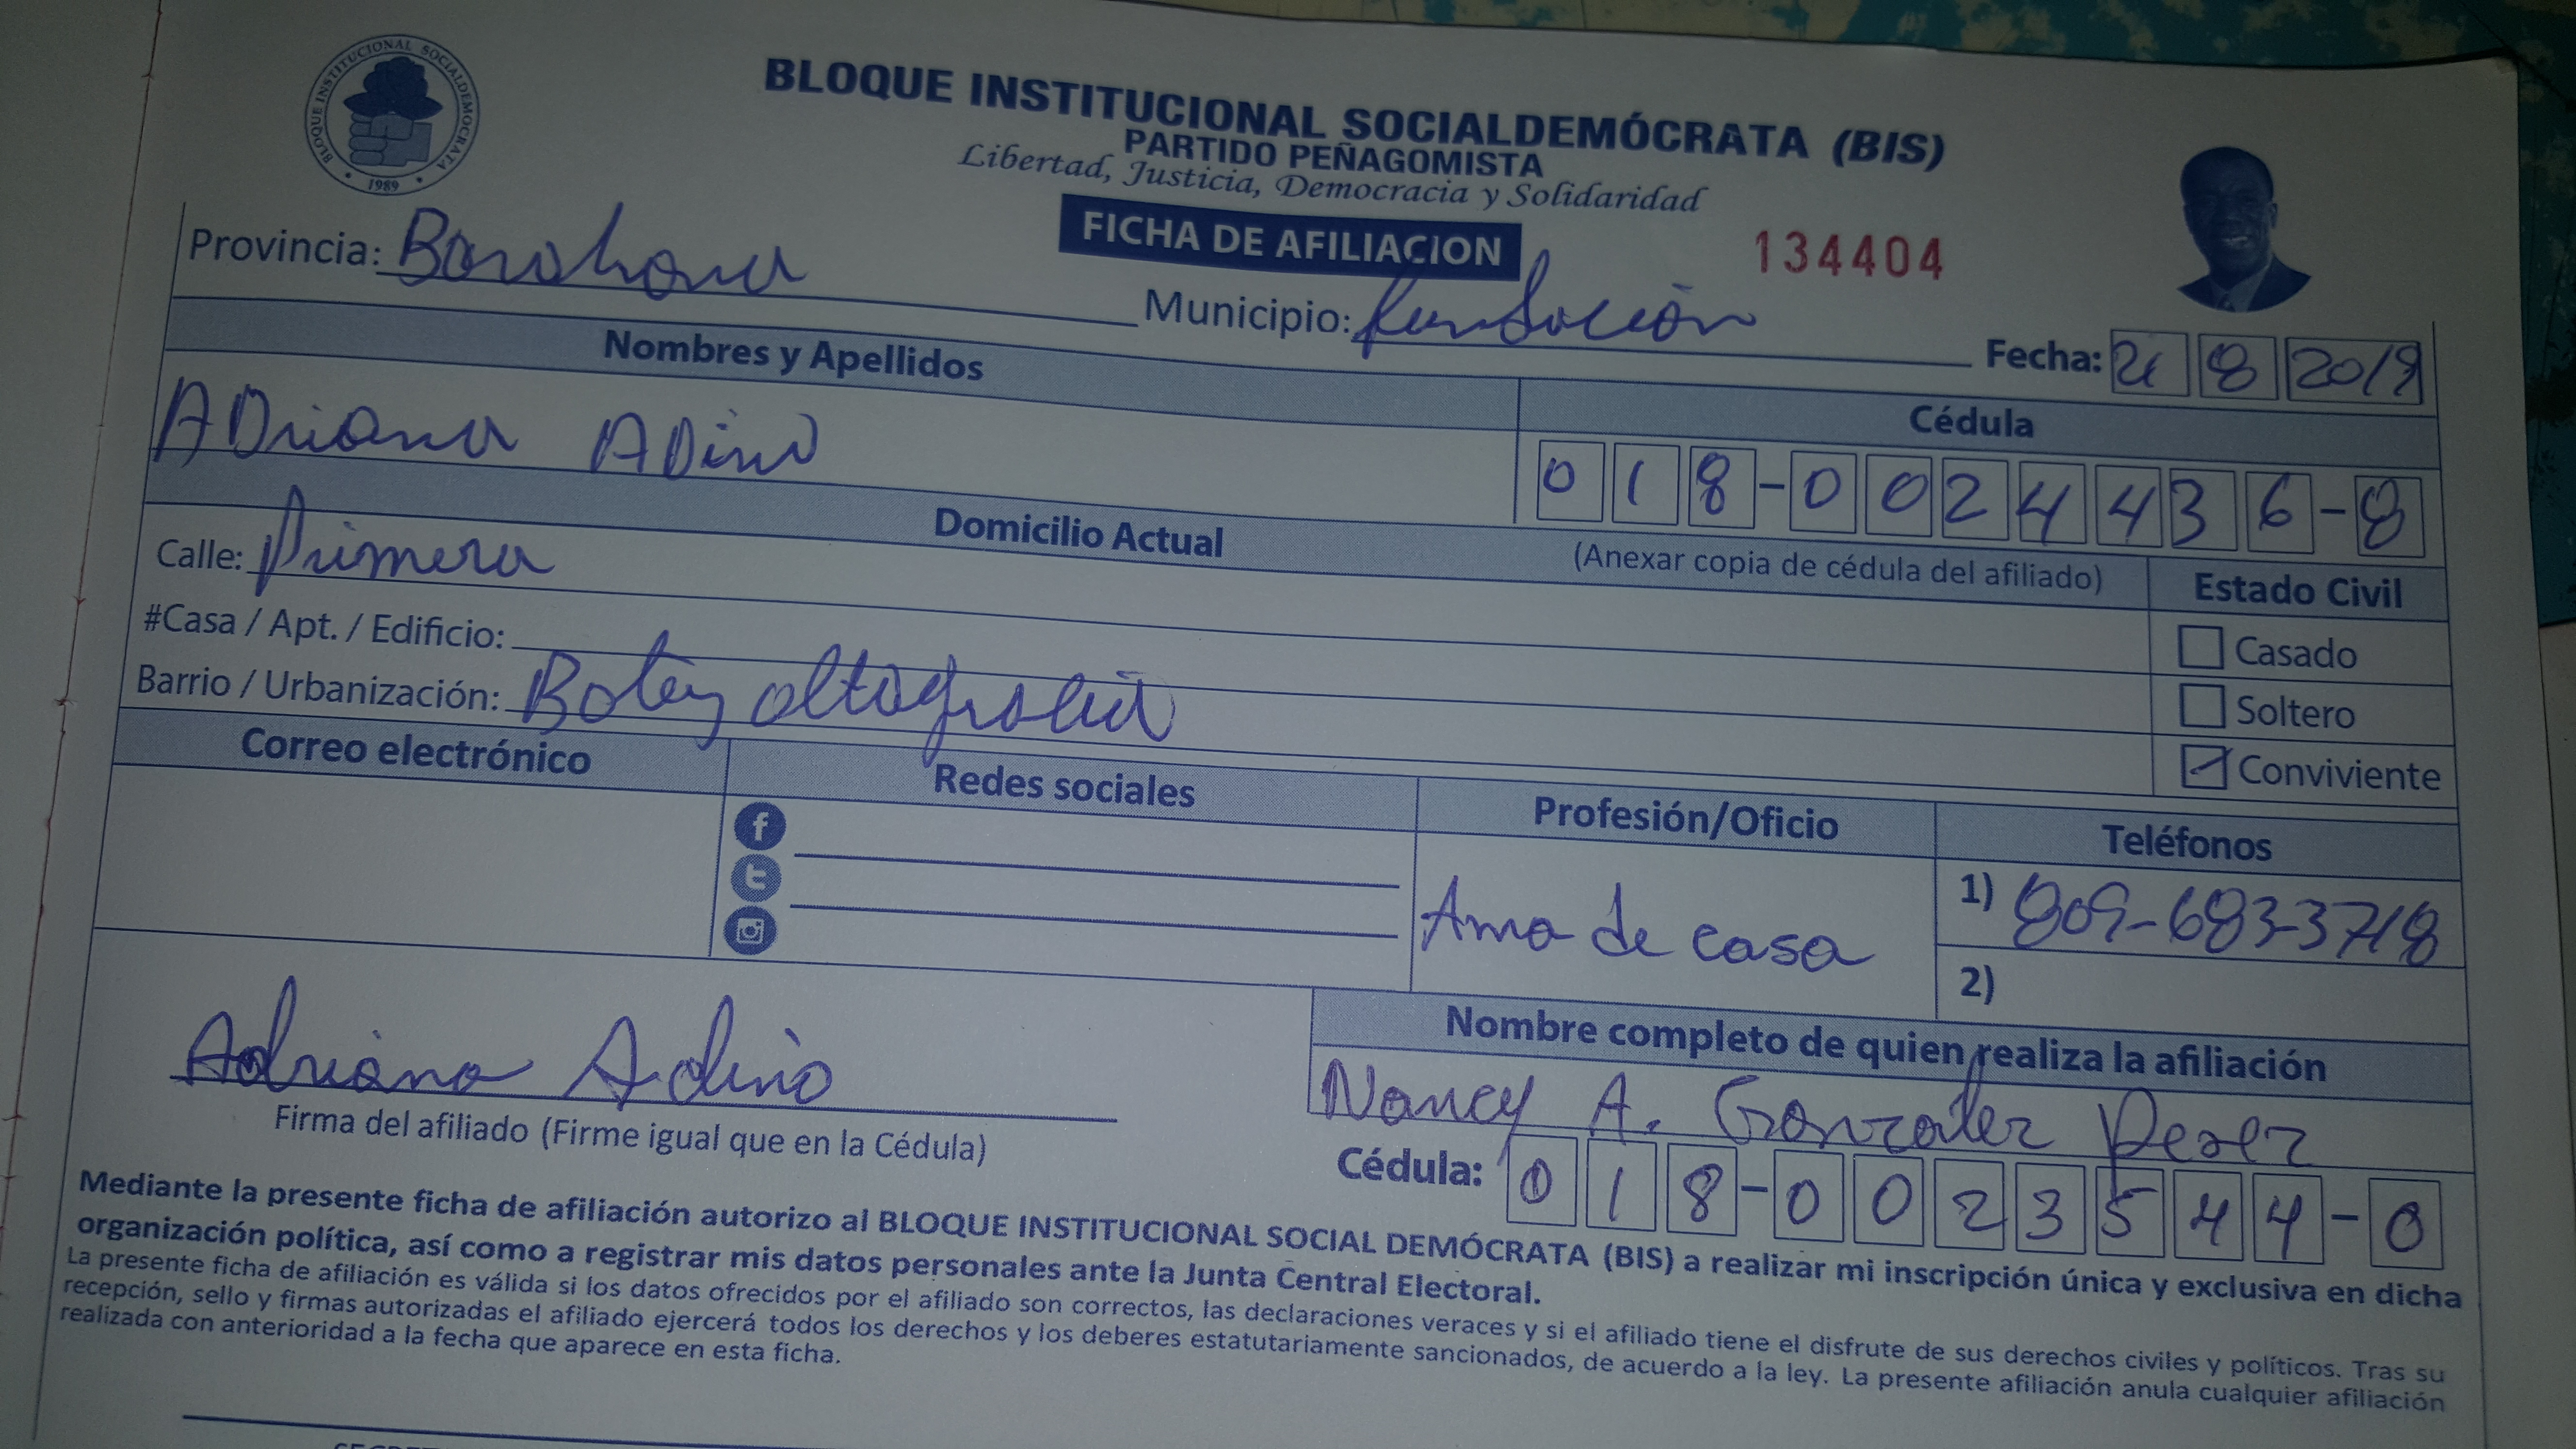 BLOQUE INSTITUCIONAL SOCIALDEMOCRATA
1989
BLOQUE INSTITUCIONAL SOCIALDEMÓCRATA (BIS)
PARTIDO PEÑAGOMISTA
Libertad, Justicia, Democracia y Solidaridad
FICHA DE AFILIACION
134404
Provincia: Barahona
Municipio: Fundación
Fecha: 8 2019
Nombres y Apellidos
ADriana ADino
Cédula
018-0024436-8
Domicilio Actual
(Anexar copia de cédula del afiliado)
Calle: Primera
#Casa / Apt. / Edificio:
Barrio / Urbanización: Batey
Estado Civil
Casado
Soltero
Conviviente
Correo electrónico
Redes sociales
Profesión/Oficio
Ama de casa
Teléfonos
1) 809-683-3718
2)
Adriana Adino
Firma del afiliado (Firme igual que en la Cédula)
Nombre completo de quien realiza la afiliación
Nancy A. Gonzalez Perez
Cédula: 018-0023544-0
Mediante la presente ficha de afiliación autorizo al BLOQUE INSTITUCIONAL SOCIAL DEMÓCRATA (BIS) a realizar mi inscripción única y exclusiva en dicha
organización política, así como a registrar mis datos personales ante la Junta Central Electoral.
La presente ficha de afiliación es válida si los datos ofrecidos por el afiliado son correctos, las declaraciones veraces y si el afiliado tiene el disfrute de sus derechos civiles y políticos. Tras su
recepción, sello y firmas autorizadas el afiliado ejercerá todos los derechos y los deberes estatutariamente sancionados, de acuerdo a la ley. La presente afiliación anula cualquier afiliación
realizada con anterioridad a la fecha que aparece en esta ficha.